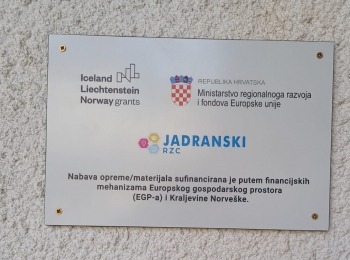 Iceland
Liechtenstein
Norway grants
REPUBLIKA HRVATSKA
Ministarstvo regionalnoga razvoja
i fondova Europske unije
JADRANSKI
RZC
Nabava opreme/materijala sufinancirana je putem financijskih
mehanizama Europskog gospodarskog prostora
(EGP-a) i Kraljevine Norveške.